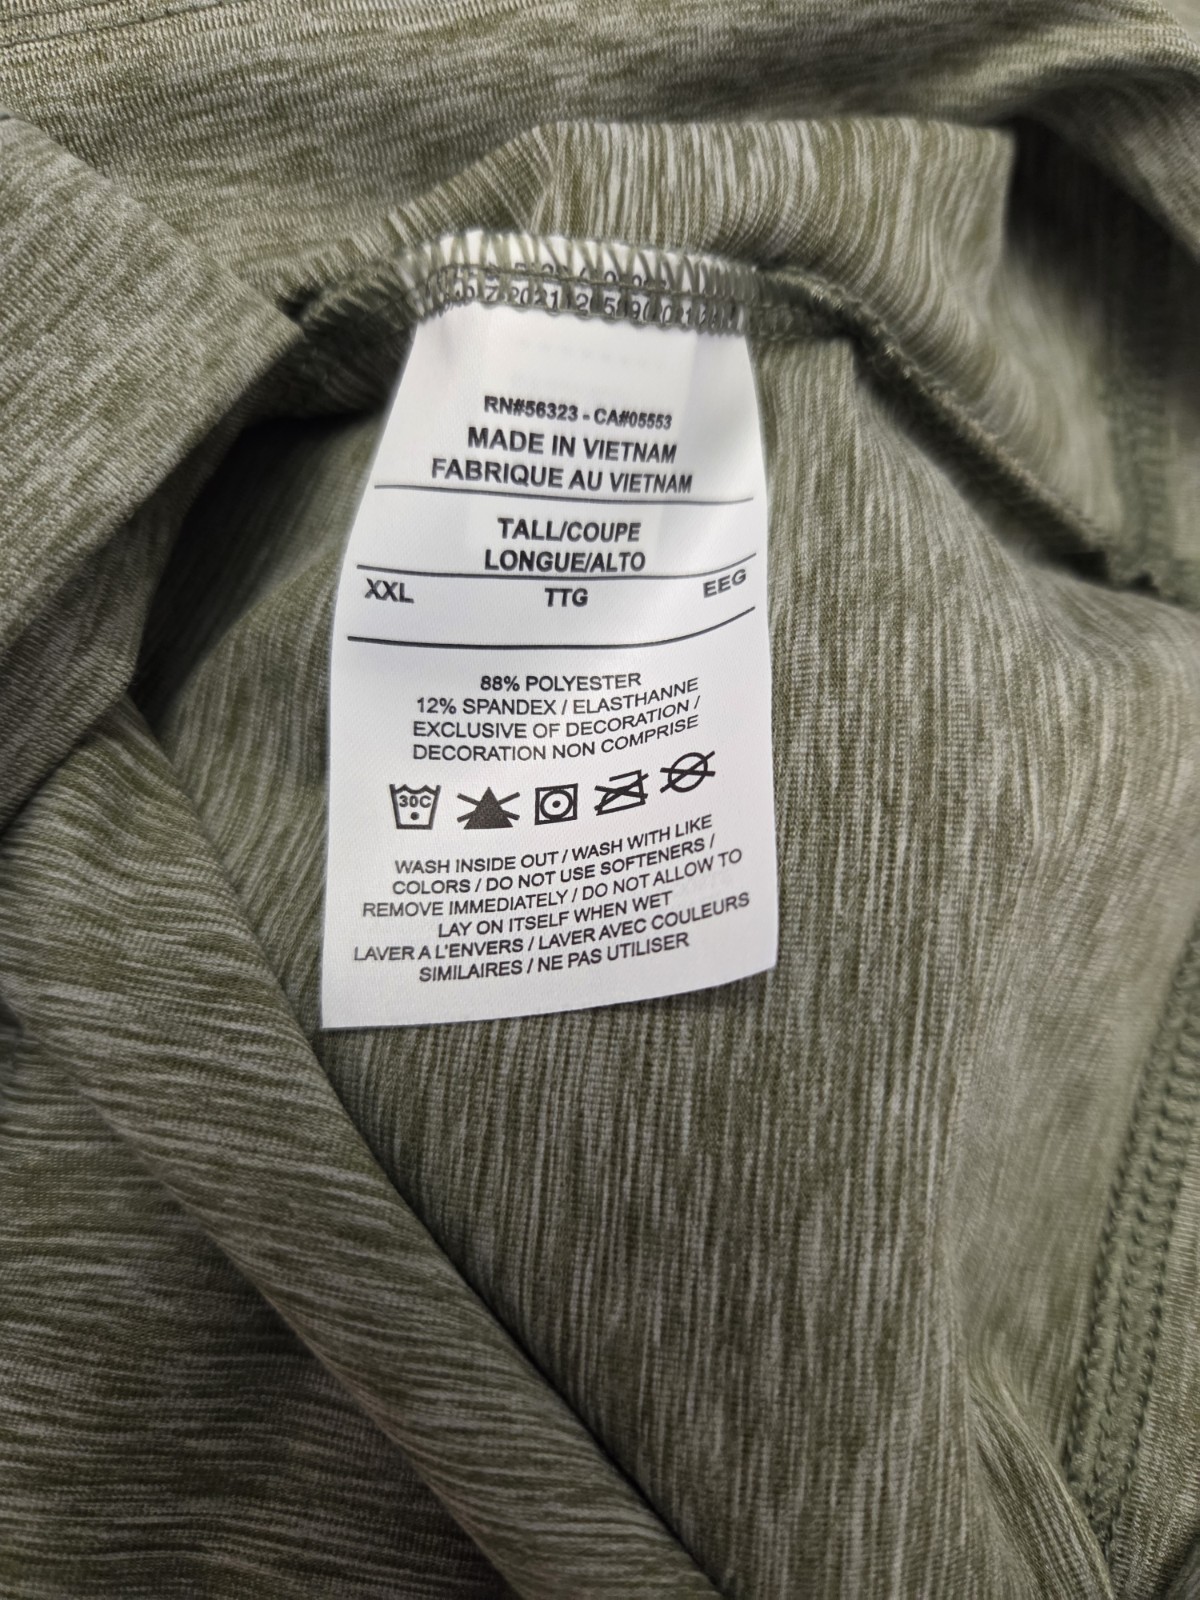 RN#56323 - CA#05553
MADE IN VIETNAM
FABRIQUE AU VIETNAM
TALL/COUPE
LONGUE/ALTO
XXL TTG EEG
88% POLYESTER
12% SPANDEX / ELASTHANNE
EXCLUSIVE OF DECORATION /
DECORATION NON COMPRISE
30C
WASH INSIDE OUT / WASH WITH LIKE
COLORS / DO NOT USE SOFTENERS /
REMOVE IMMEDIATELY / DO NOT ALLOW TO
LAY ON ITSELF WHEN WET
LAVER A L'ENVERS / LAVER AVEC COULEURS
SIMILAIRES / NE PAS UTILISER